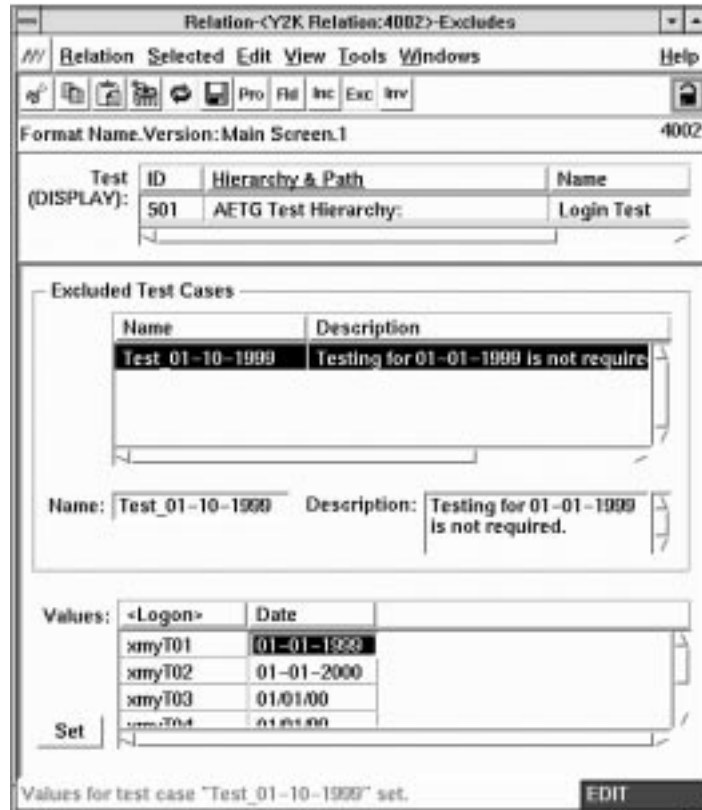 Relation-<Y2K Relation:4002>-Excludes
Relation Selected Edit View Tools Windows Help
Pro Fld Inc Exc Inv
Format Name.Version: Main Screen.1 4002
Test (DISPLAY):
ID Hierarchy & Path Name
501 AETG Test Hierarchy: Login Test
Excluded Test Cases
Name Description
Test_01-10-1999 Testing for 01-01-1999 is not require
Name: Test_01-10-1999 Description: Testing for 01-01-1999
is not required.
Values: <Logon> Date
xmyT01 01-01-1999
xmyT02 01-01-2000
xmyT03 01/01/00
Set
Values for test case "Test_01-10-1999" set. EDIT